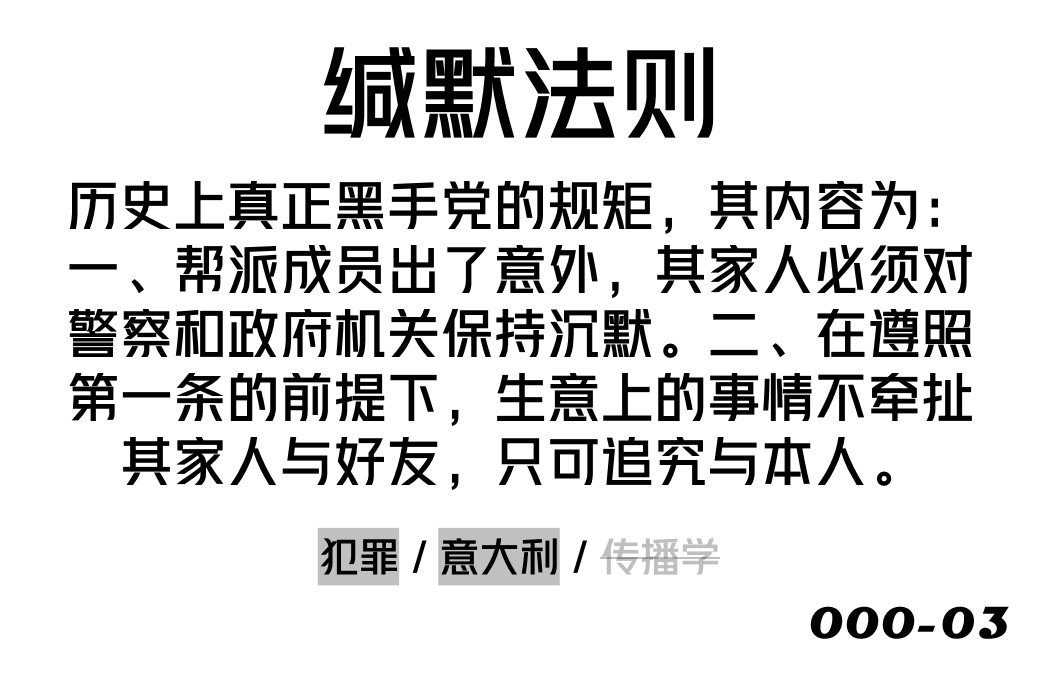 缄默法则
历史上真正黑手党的规矩，其内容为：
一、帮派成员出了意外，其家人必须对
警察和政府机关保持沉默。二、在遵照
第一条的前提下，生意上的事情不牵扯
其家人与好友，只可追究与本人。
犯罪 / 意大利 / 传播学
000-03